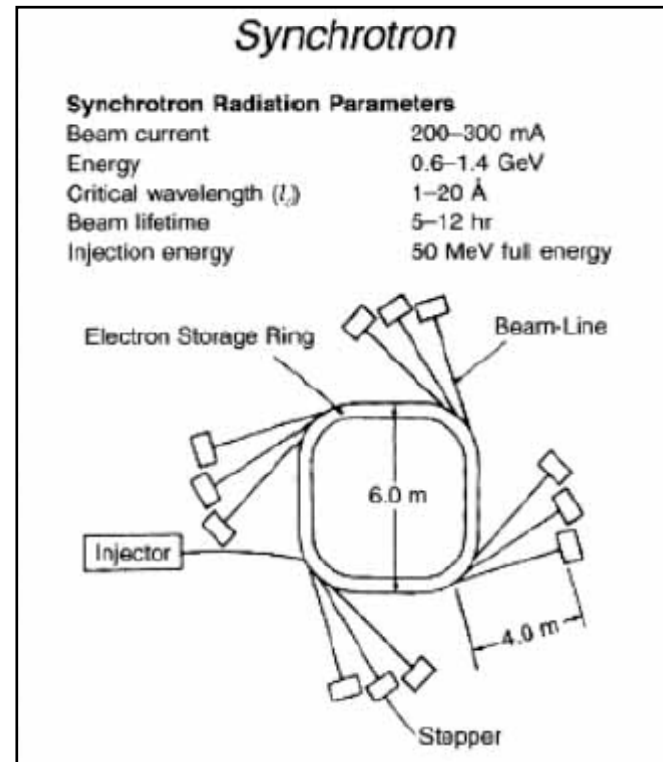 Synchrotron
Synchrotron Radiation Parameters
Beam current 200–300 mA
Energy 0.6–1.4 GeV
Critical wavelength (l_c) 1–20 Å
Beam lifetime 5–12 hr
Injection energy 50 MeV full energy
Electron Storage Ring
Beam-Line
6.0 m
Injector
4.0 m
Stepper